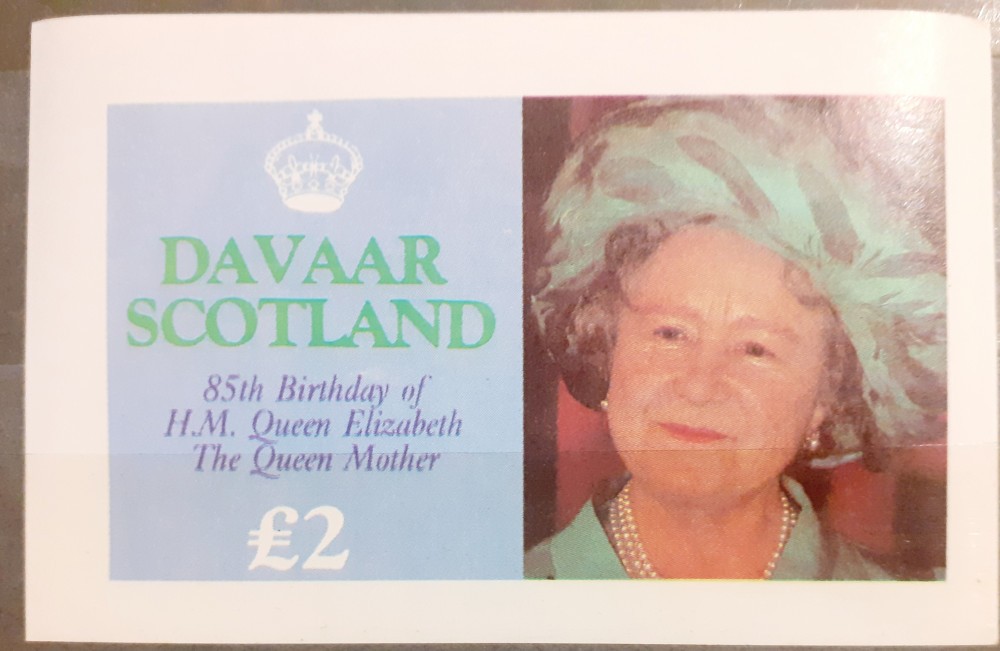 DAVAAR
SCOTLAND
85th Birthday of
H.M. Queen Elizabeth
The Queen Mother
£2